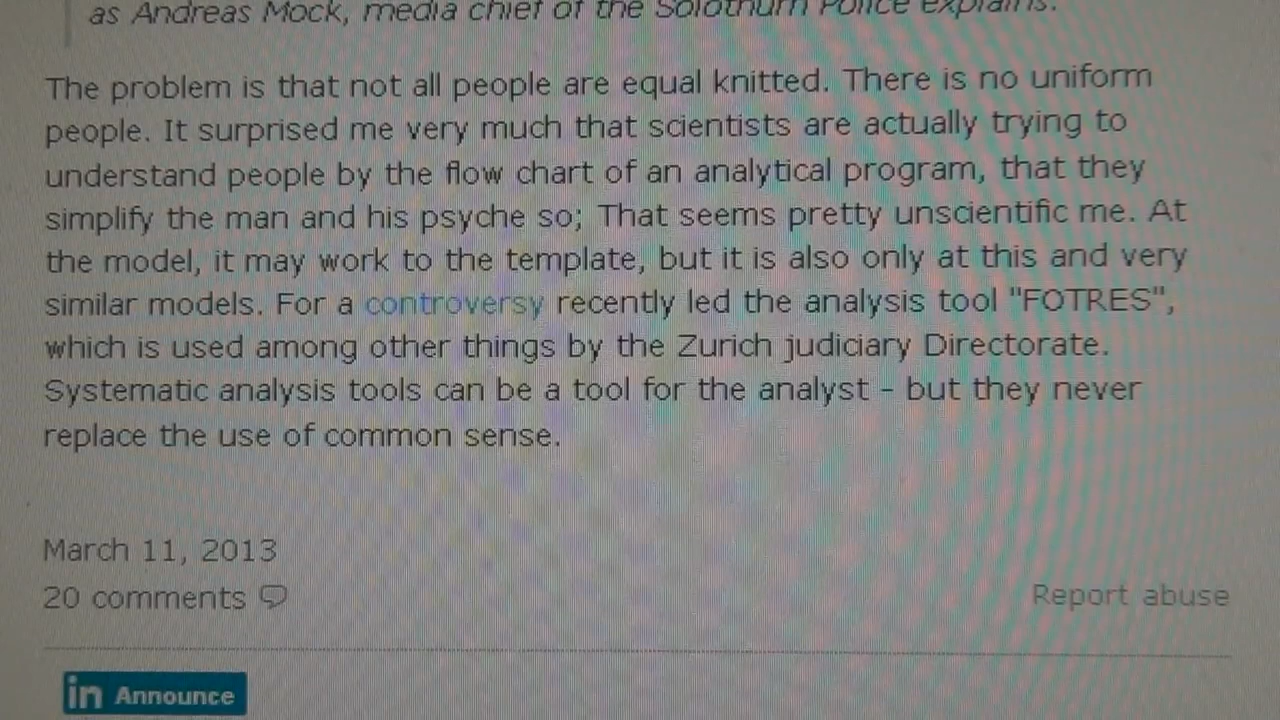 as Andreas Mock, media chief of the Solothurn Police explains.
The problem is that not all people are equal knitted. There is no uniform
people. It surprised me very much that scientists are actually trying to
understand people by the flow chart of an analytical program, that they
simplify the man and his psyche so; That seems pretty unscientific me. At
the model, it may work to the template, but it is also only at this and very
similar models. For a controversy recently led the analysis tool "FOTRES",
which is used among other things by the Zurich judiciary Directorate.
Systematic analysis tools can be a tool for the analyst – but they never
replace the use of common sense.
March 11, 2013
20 comments
Report abuse
in Announce